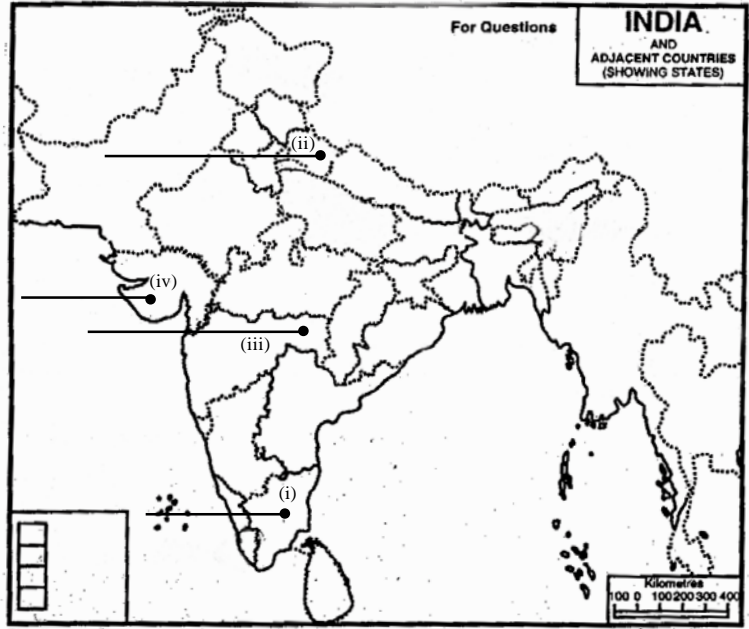 For Questions
INDIA
AND
ADJACENT COUNTRIES
(SHOWING STATES)
(ii)
(iv)
(iii)
(i)
Kilometres
100 0 100 200 300 400